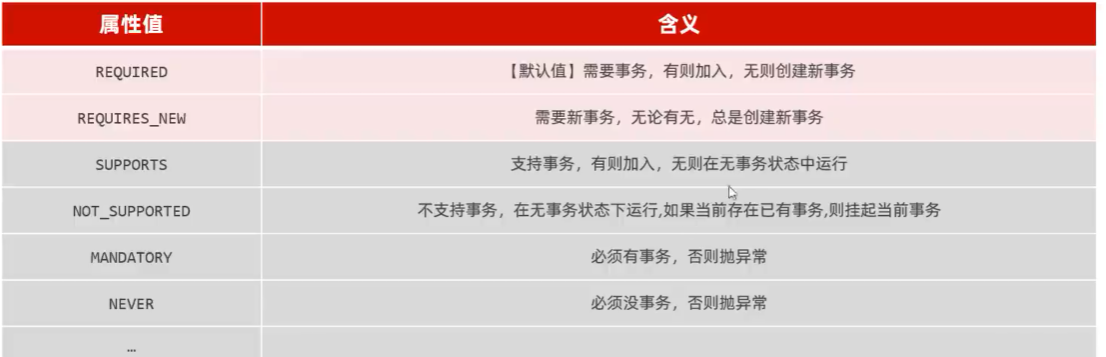 属性值 含义
REQUIRED 【默认值】需要事务，有则加入，无则创建新事务
REQUIRES_NEW 需要新事务，无论有无，总是创建新事务
SUPPORTS 支持事务，有则加入，无则在无事务状态中运行
NOT_SUPPORTED 不支持事务，在无事务状态下运行,如果当前存在已有事务,则挂起当前事务
MANDATORY 必须有事务，否则抛异常
NEVER 必须没事务，否则抛异常
…